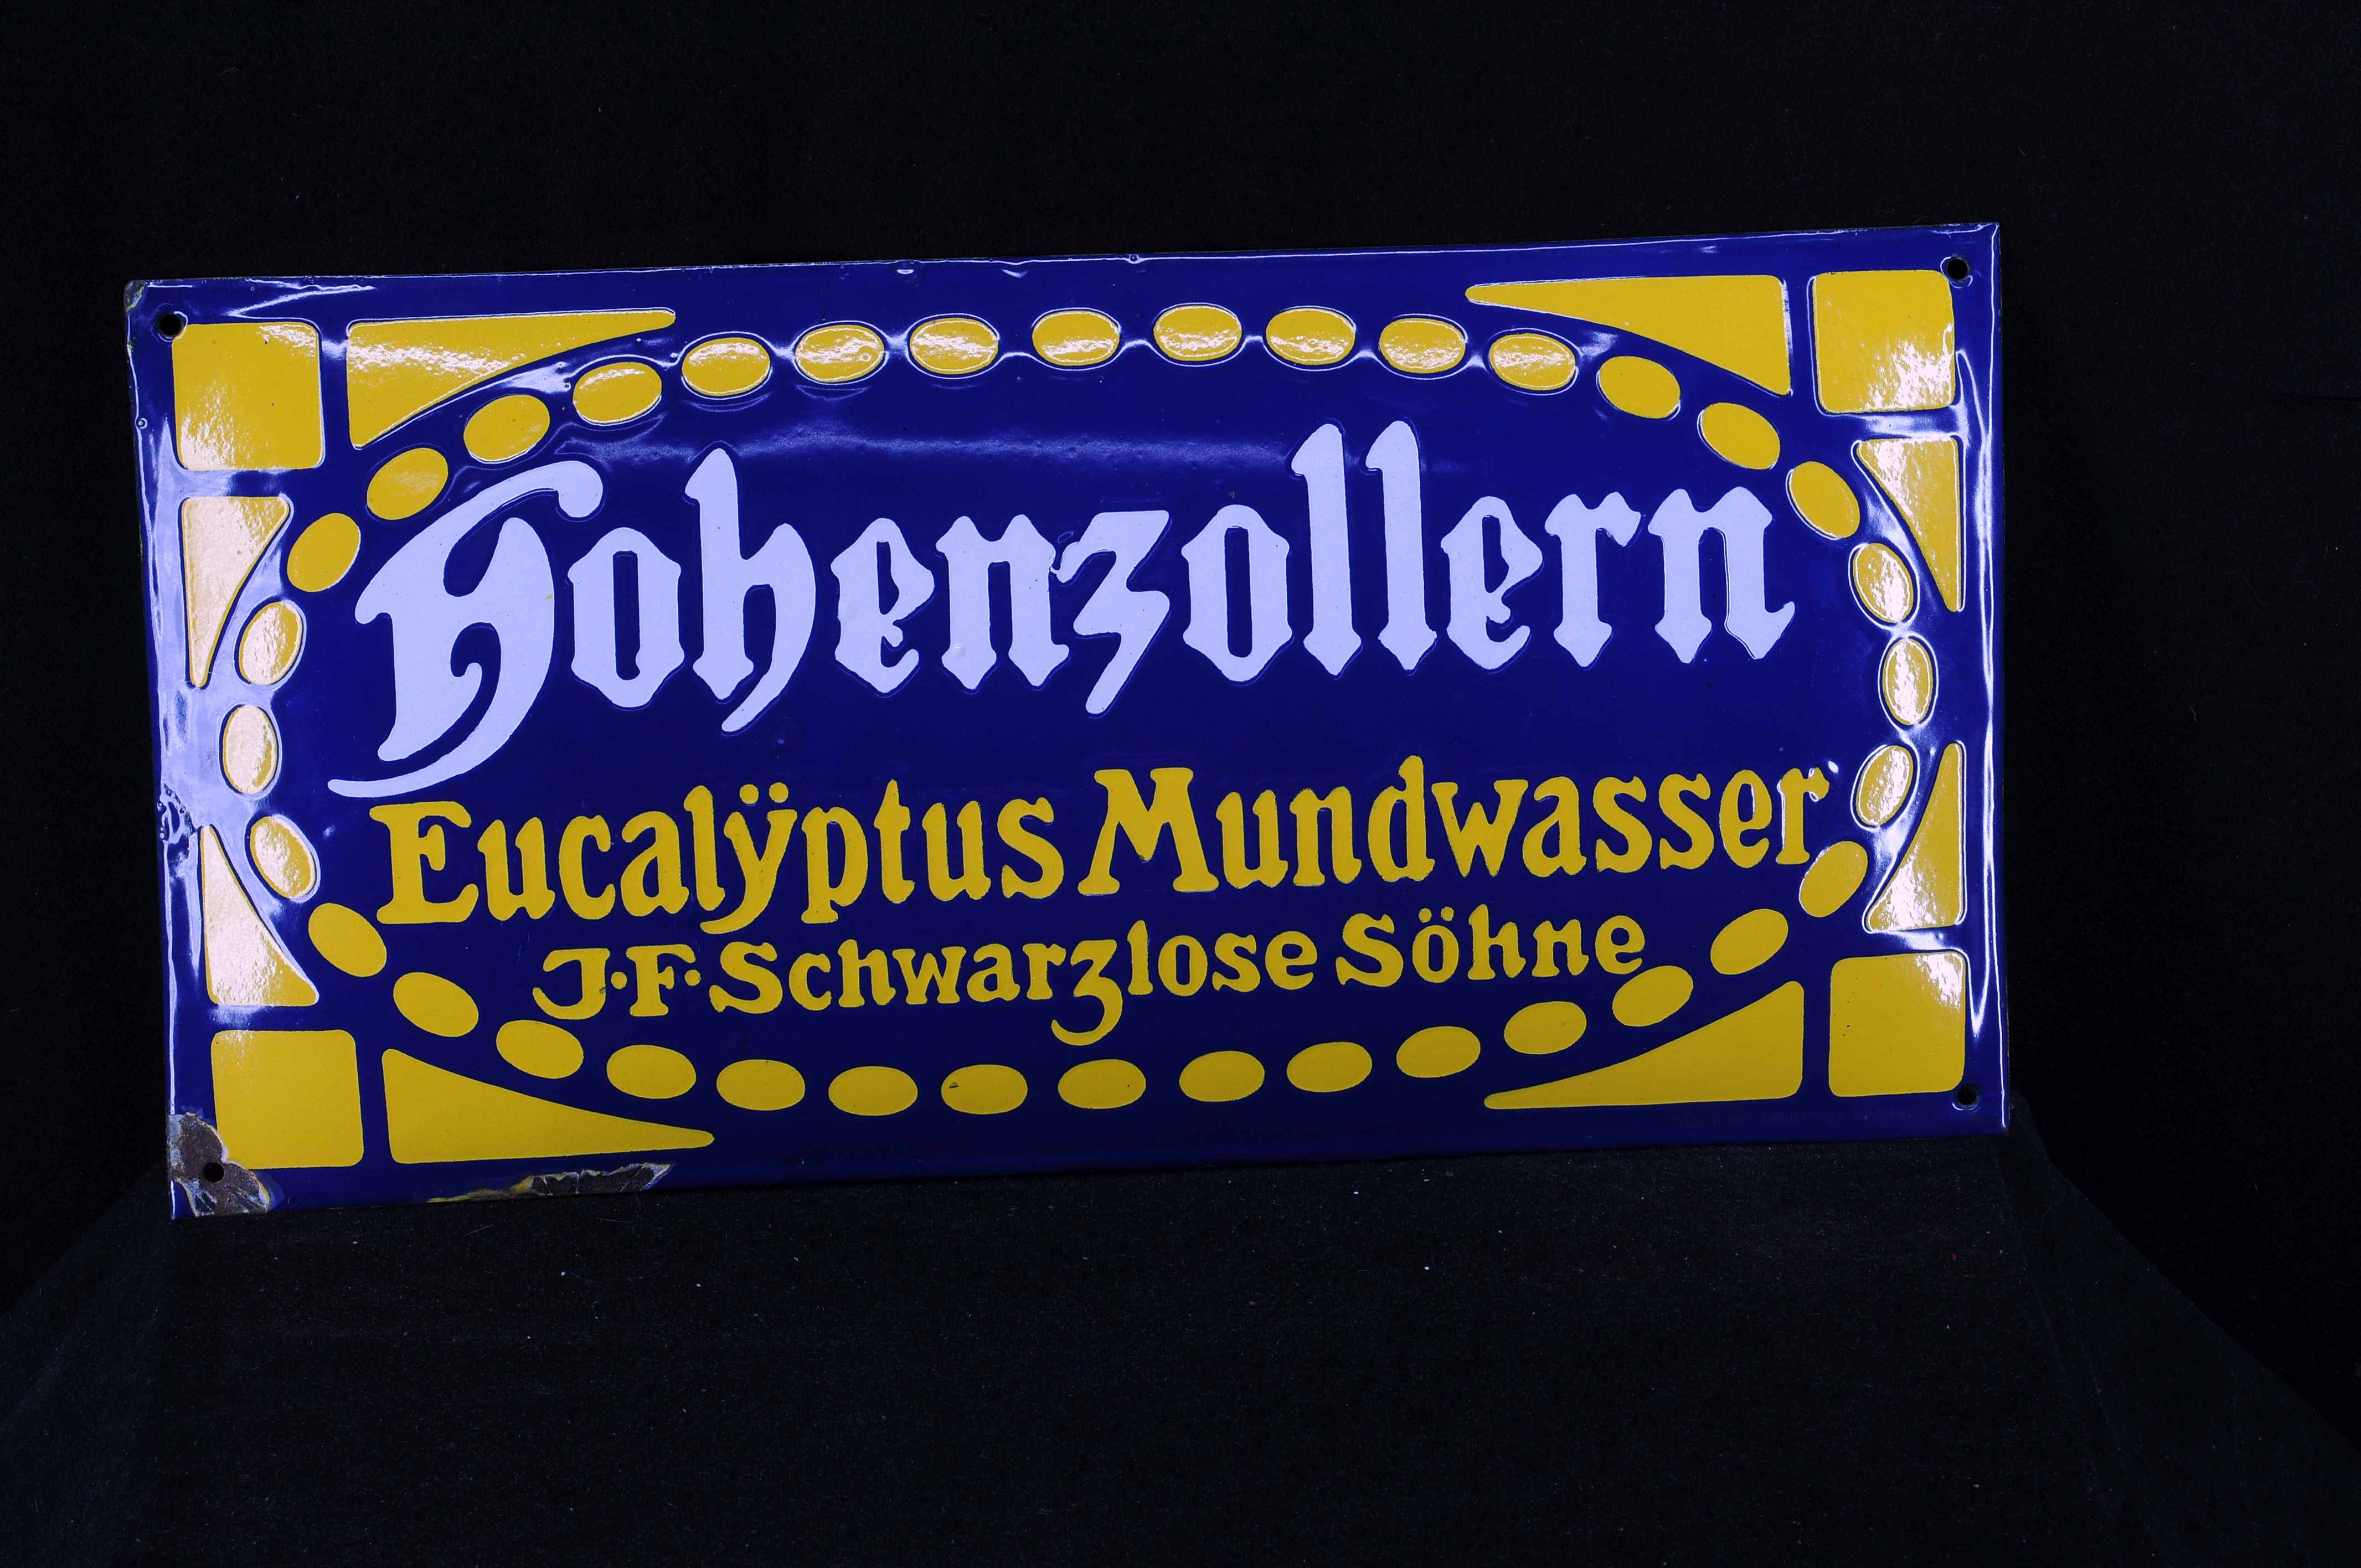 Hohenzollern
Eucalÿptus Mundwasser
J·F·Schwarzlose Söhne